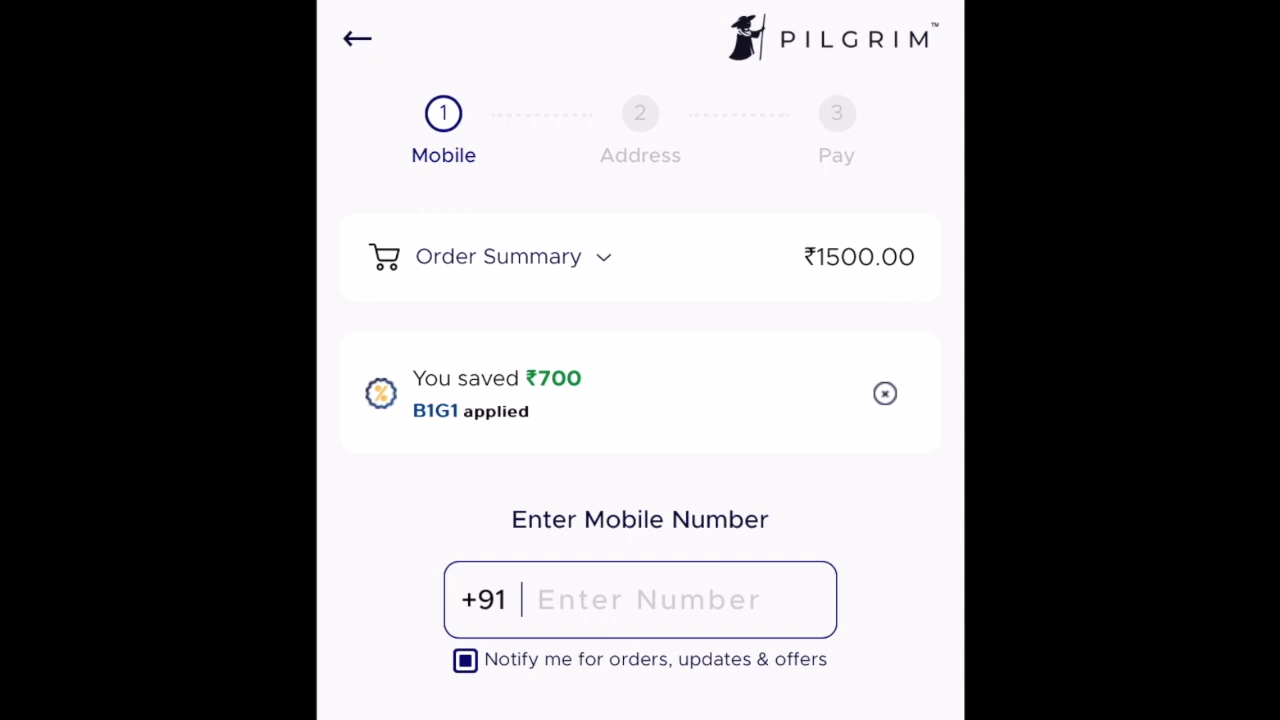 PILGRIM™
1 2 3
Mobile Address Pay
Order Summary ₹1500.00
You saved ₹700
B1G1 applied
Enter Mobile Number
+91 Enter Number
Notify me for orders, updates & offers